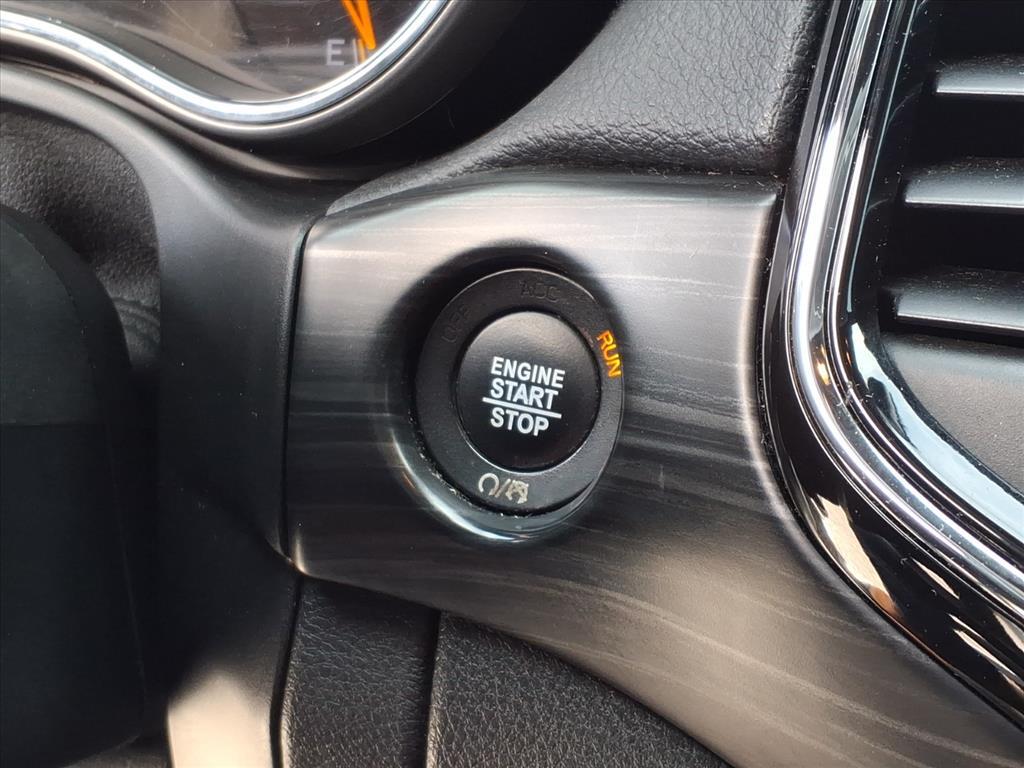 E
ACC
OFF
RUN
ENGINE
START
STOP